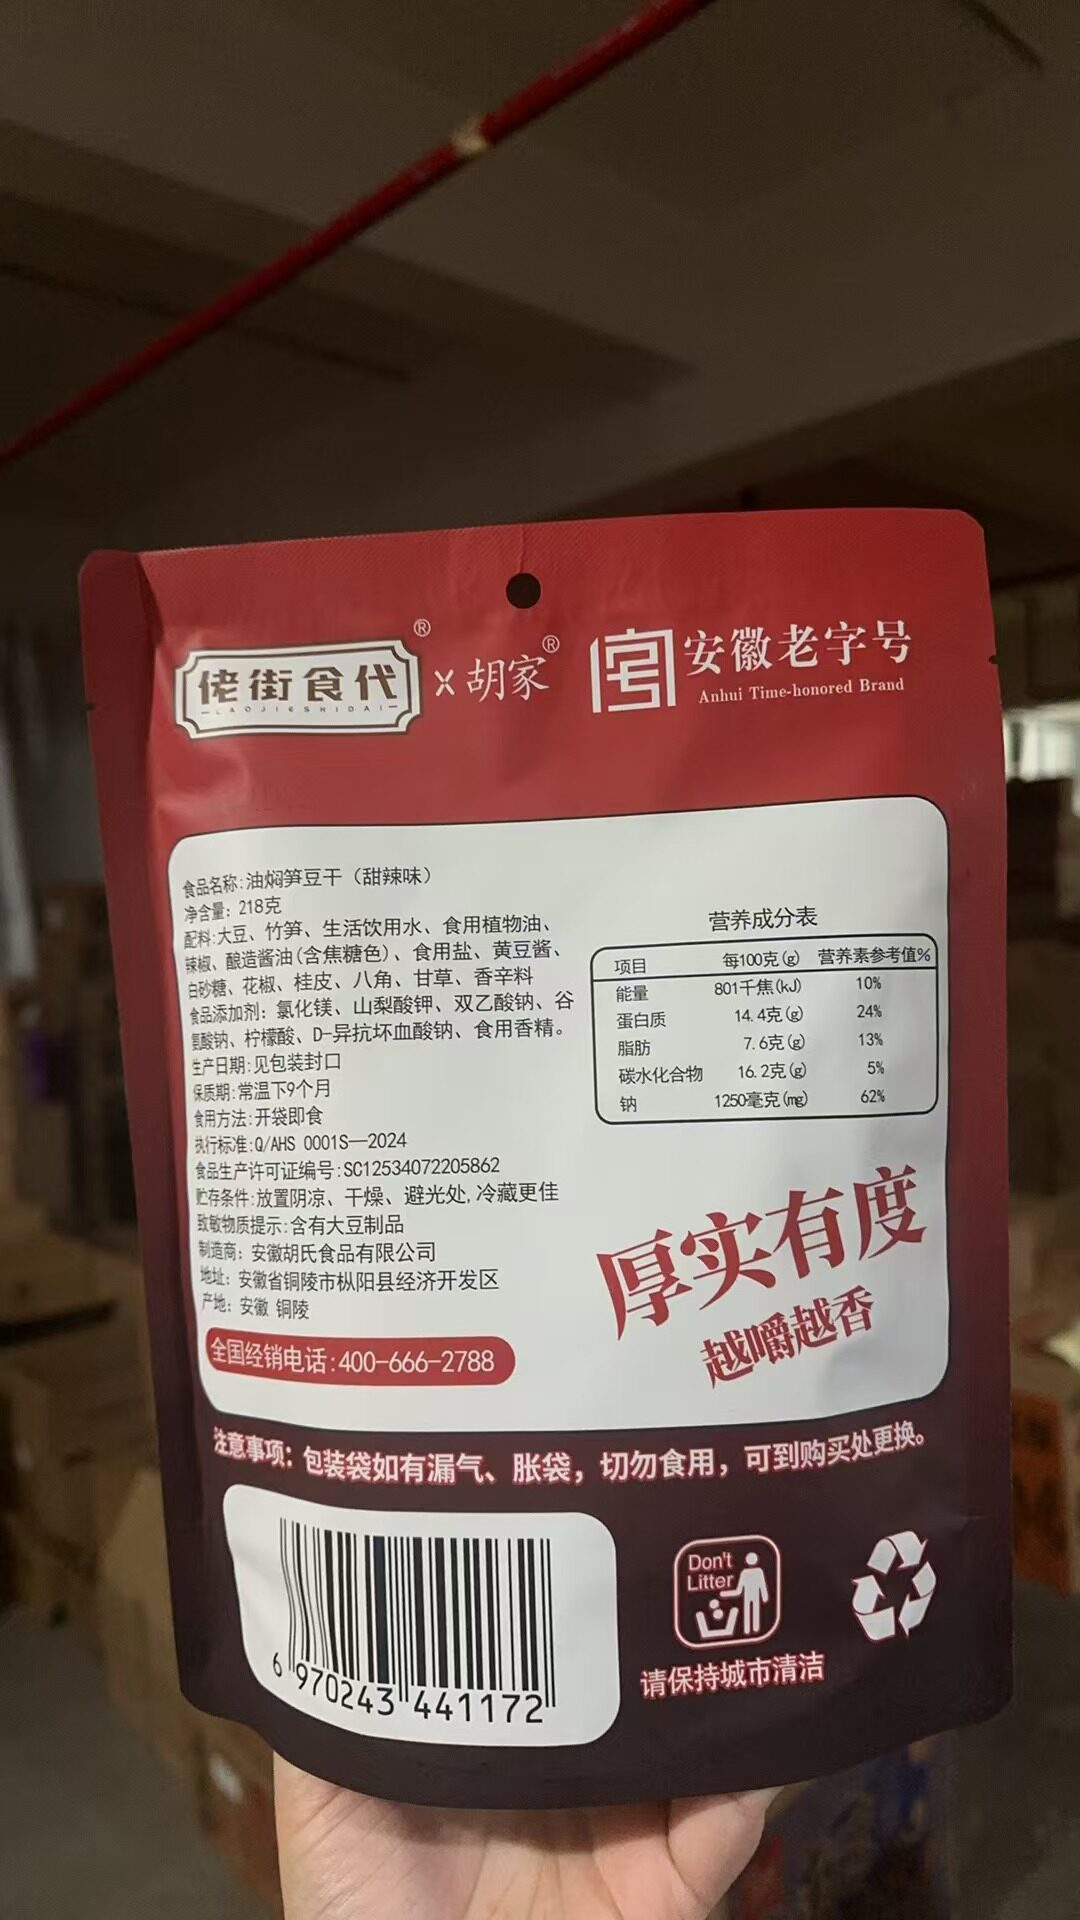 佬街食代® x 胡家® 安徽老字号
LAOJIESHIDAI
Anhui Time-honored Brand
食品名称:油焖笋豆干（甜辣味）
净含量：218克
配料:大豆、竹笋、生活饮用水、食用植物油、
辣椒、酿造酱油(含焦糖色)、食用盐、黄豆酱、
白砂糖、花椒、桂皮、八角、甘草、香辛料
食品添加剂：氯化镁、山梨酸钾、双乙酸钠、谷
氨酸钠、柠檬酸、D-异抗坏血酸钠、食用香精。
生产日期:见包装封口
保质期:常温下9个月
食用方法:开袋即食
执行标准:Q/AHS 0001S—2024
食品生产许可证编号:SC12534072205862
贮存条件:放置阴凉、干燥、避光处,冷藏更佳
致敏物质提示:含有大豆制品
制造商：安徽胡氏食品有限公司
地址：安徽省铜陵市枞阳县经济开发区
产地：安徽 铜陵
全国经销电话:400-666-2788
营养成分表
项目 每100克(g) 营养素参考值%
能量 801千焦(kJ) 10%
蛋白质 14.4克(g) 24%
脂肪 7.6克(g) 13%
碳水化合物 16.2克(g) 5%
钠 1250毫克(mg) 62%
厚实有度
越嚼越香
注意事项：包装袋如有漏气、胀袋，切勿食用，可到购买处更换。
6 970243 441172
Don't
Litter
请保持城市清洁